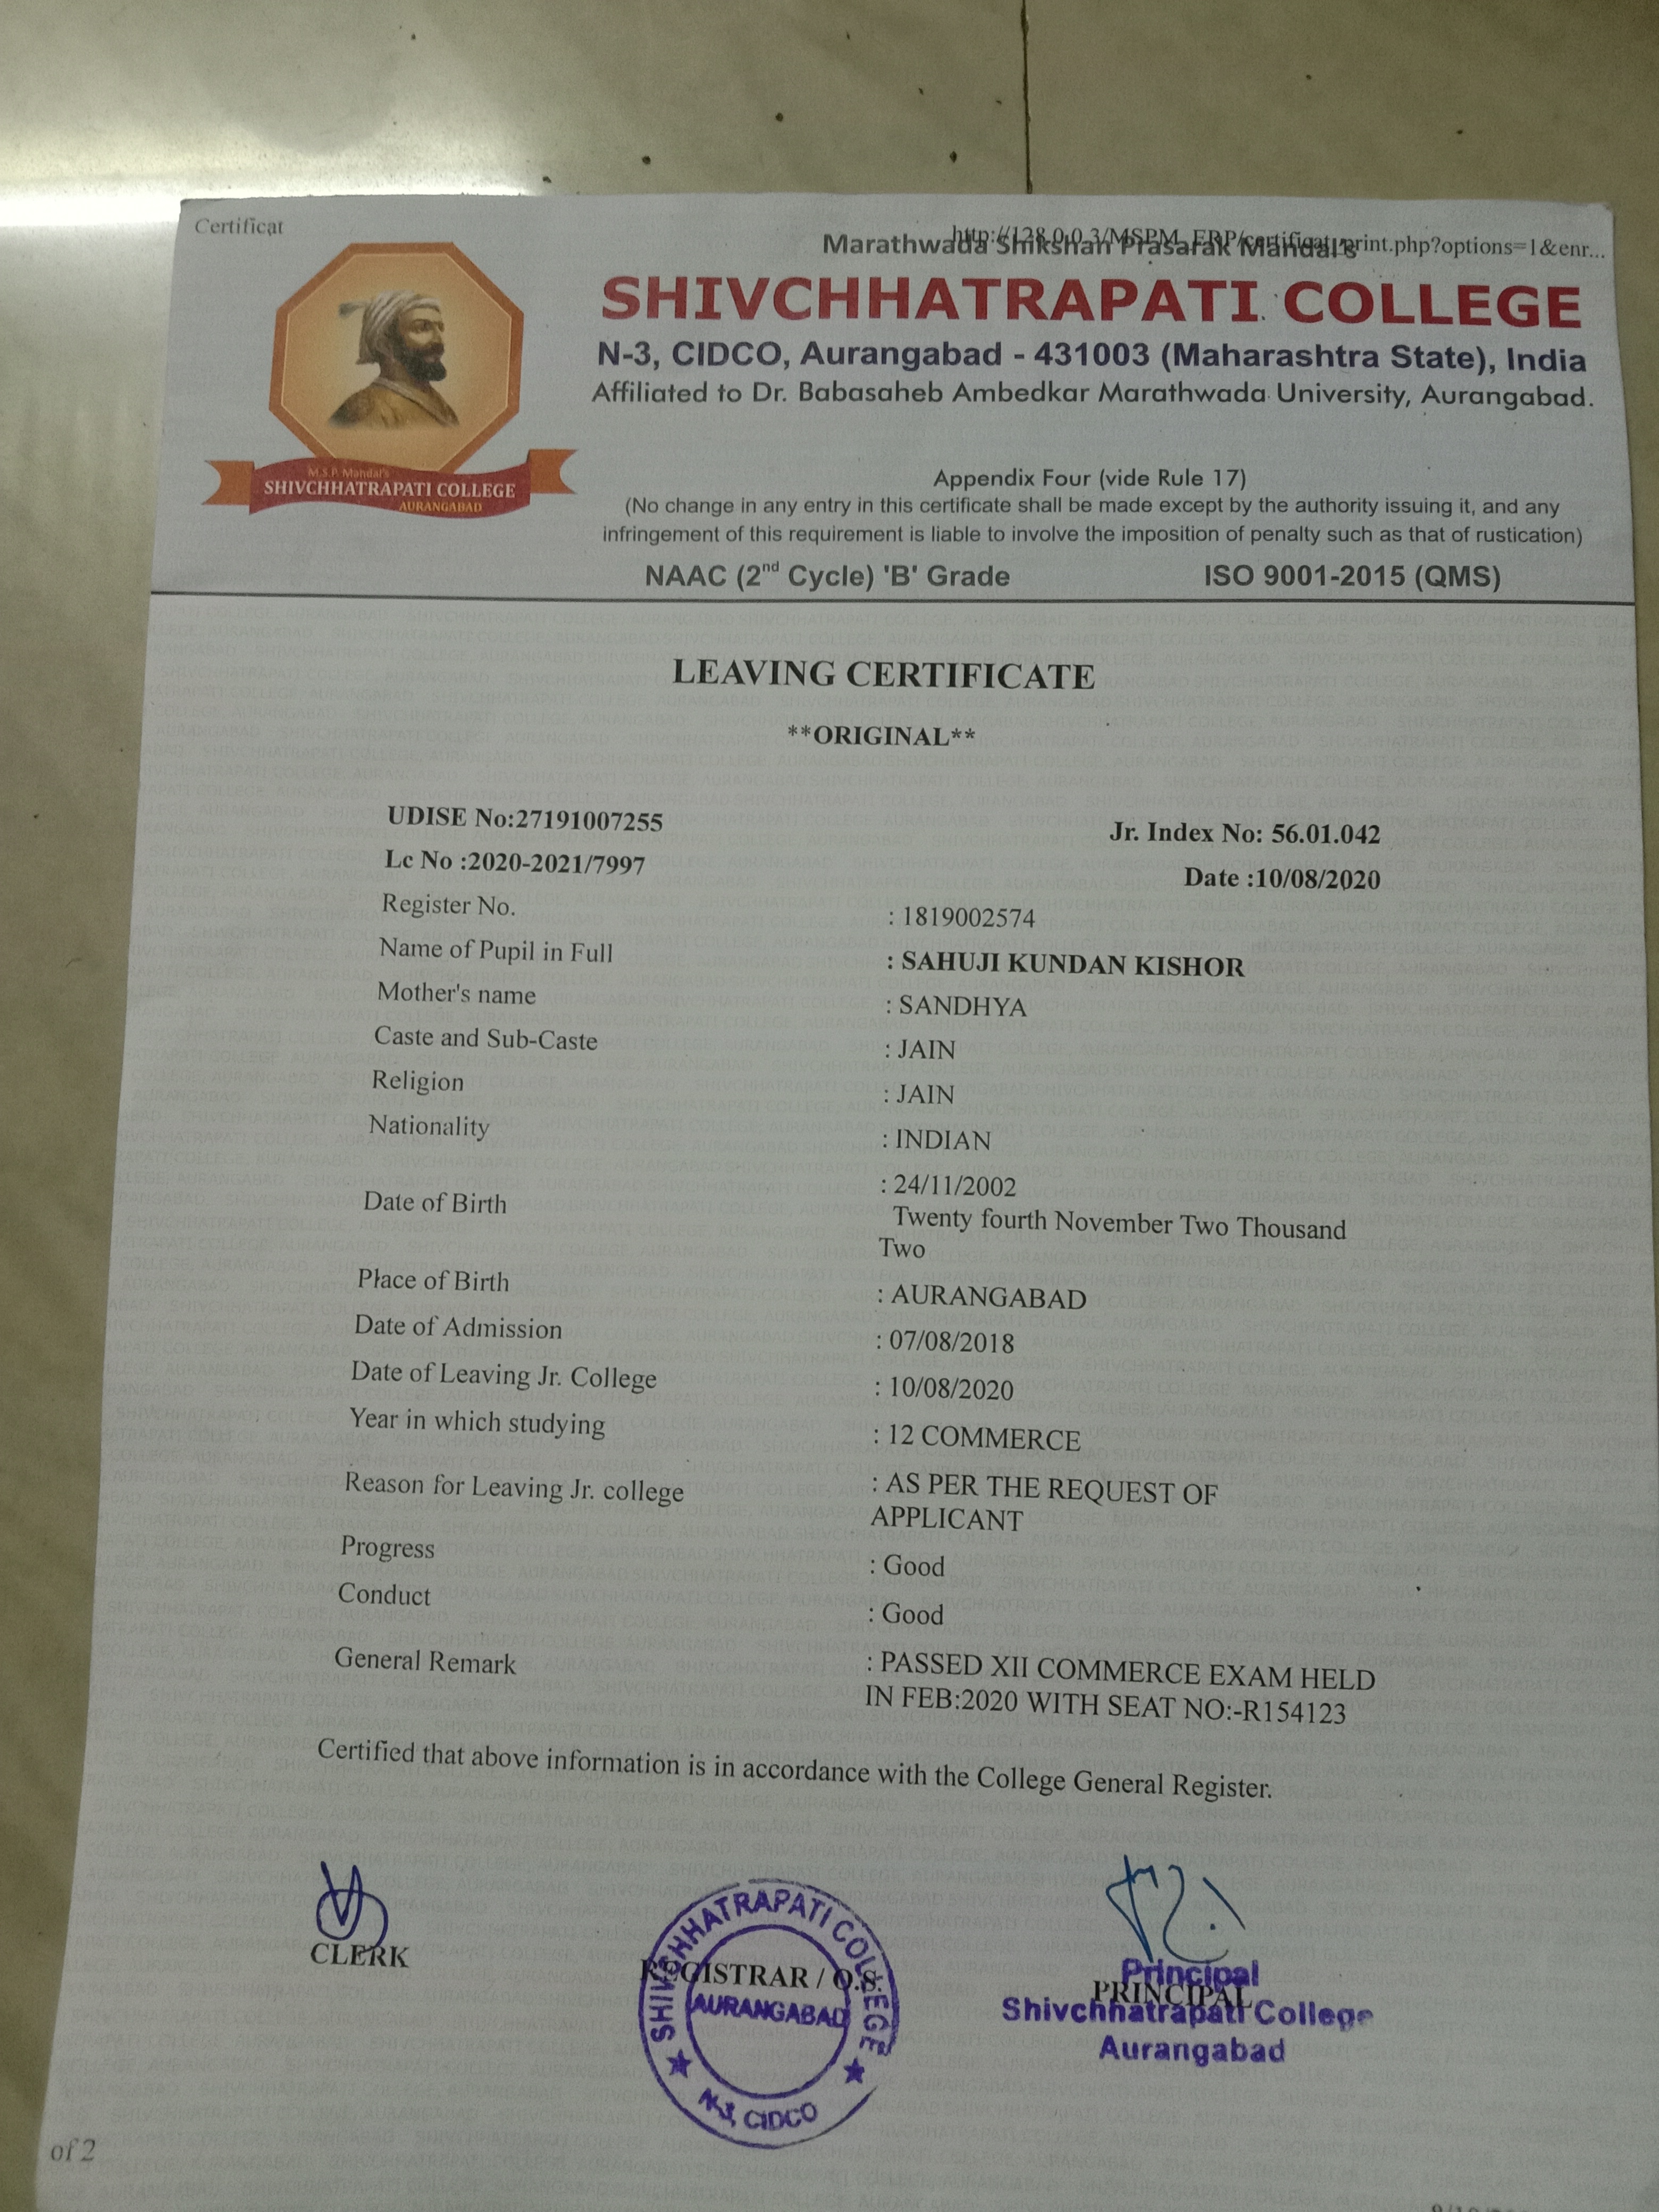 Certificat
http://128.0.0.3/MSPM_ERP/certificat_print.php?options=1&enr...
Marathwada Shikshan Prasarak Mandal's
SHIVCHHATRAPATI COLLEGE
N-3, CIDCO, Aurangabad - 431003 (Maharashtra State), India
Affiliated to Dr. Babasaheb Ambedkar Marathwada University, Aurangabad.
M.S.P. Mandal's
SHIVCHHATRAPATI COLLEGE
AURANGABAD
Appendix Four (vide Rule 17)
(No change in any entry in this certificate shall be made except by the authority issuing it, and any
infringement of this requirement is liable to involve the imposition of penalty such as that of rustication)
NAAC (2nd Cycle) 'B' Grade ISO 9001-2015 (QMS)
LEAVING CERTIFICATE
**ORIGINAL**
UDISE No:27191007255 Jr. Index No: 56.01.042
Lc No :2020-2021/7997 Date :10/08/2020
Register No. : 1819002574
Name of Pupil in Full : SAHUJI KUNDAN KISHOR
Mother's name : SANDHYA
Caste and Sub-Caste : JAIN
Religion : JAIN
Nationality : INDIAN
Date of Birth : 24/11/2002
Twenty fourth November Two Thousand
Two
Place of Birth : AURANGABAD
Date of Admission : 07/08/2018
Date of Leaving Jr. College : 10/08/2020
Year in which studying : 12 COMMERCE
Reason for Leaving Jr. college : AS PER THE REQUEST OF
APPLICANT
Progress : Good
Conduct : Good
General Remark : PASSED XII COMMERCE EXAM HELD
IN FEB:2020 WITH SEAT NO:-R154123
Certified that above information is in accordance with the College General Register.
CLERK
REGISTRAR / O.S.
SHIVCHHATRAPATI COLLEGE
AURANGABAD
N-3, CIDCO
PRINCIPAL
Principal
Shivchhatrapati College
Aurangabad
of 2